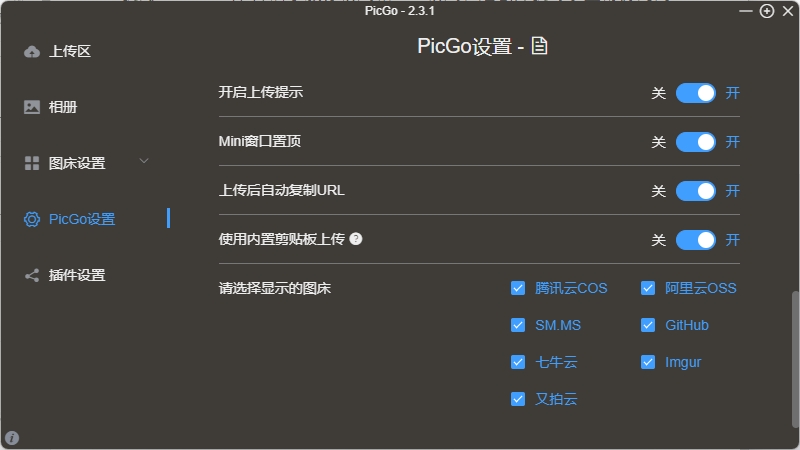 PicGo - 2.3.1
上传区
相册
图床设置
PicGo设置
插件设置
PicGo设置 -
开启上传提示 关 开
Mini窗口置顶 关 开
上传后自动复制URL 关 开
使用内置剪贴板上传 ? 关 开
请选择显示的图床 腾讯云COS 阿里云OSS
SM.MS GitHub
七牛云 Imgur
又拍云